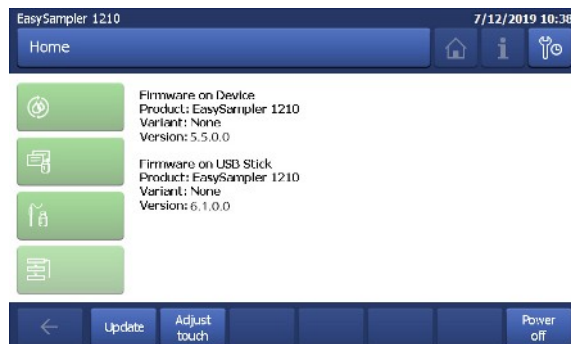 EasySampler 1210
7/12/2019 10:38
Home
Firmware on Device
Product: EasySampler 1210
Variant: None
Version: 5.5.0.0
Firmware on USB Stick
Product: EasySampler 1210
Variant: None
Version: 6.1.0.0
Update
Adjust
touch
Power
off